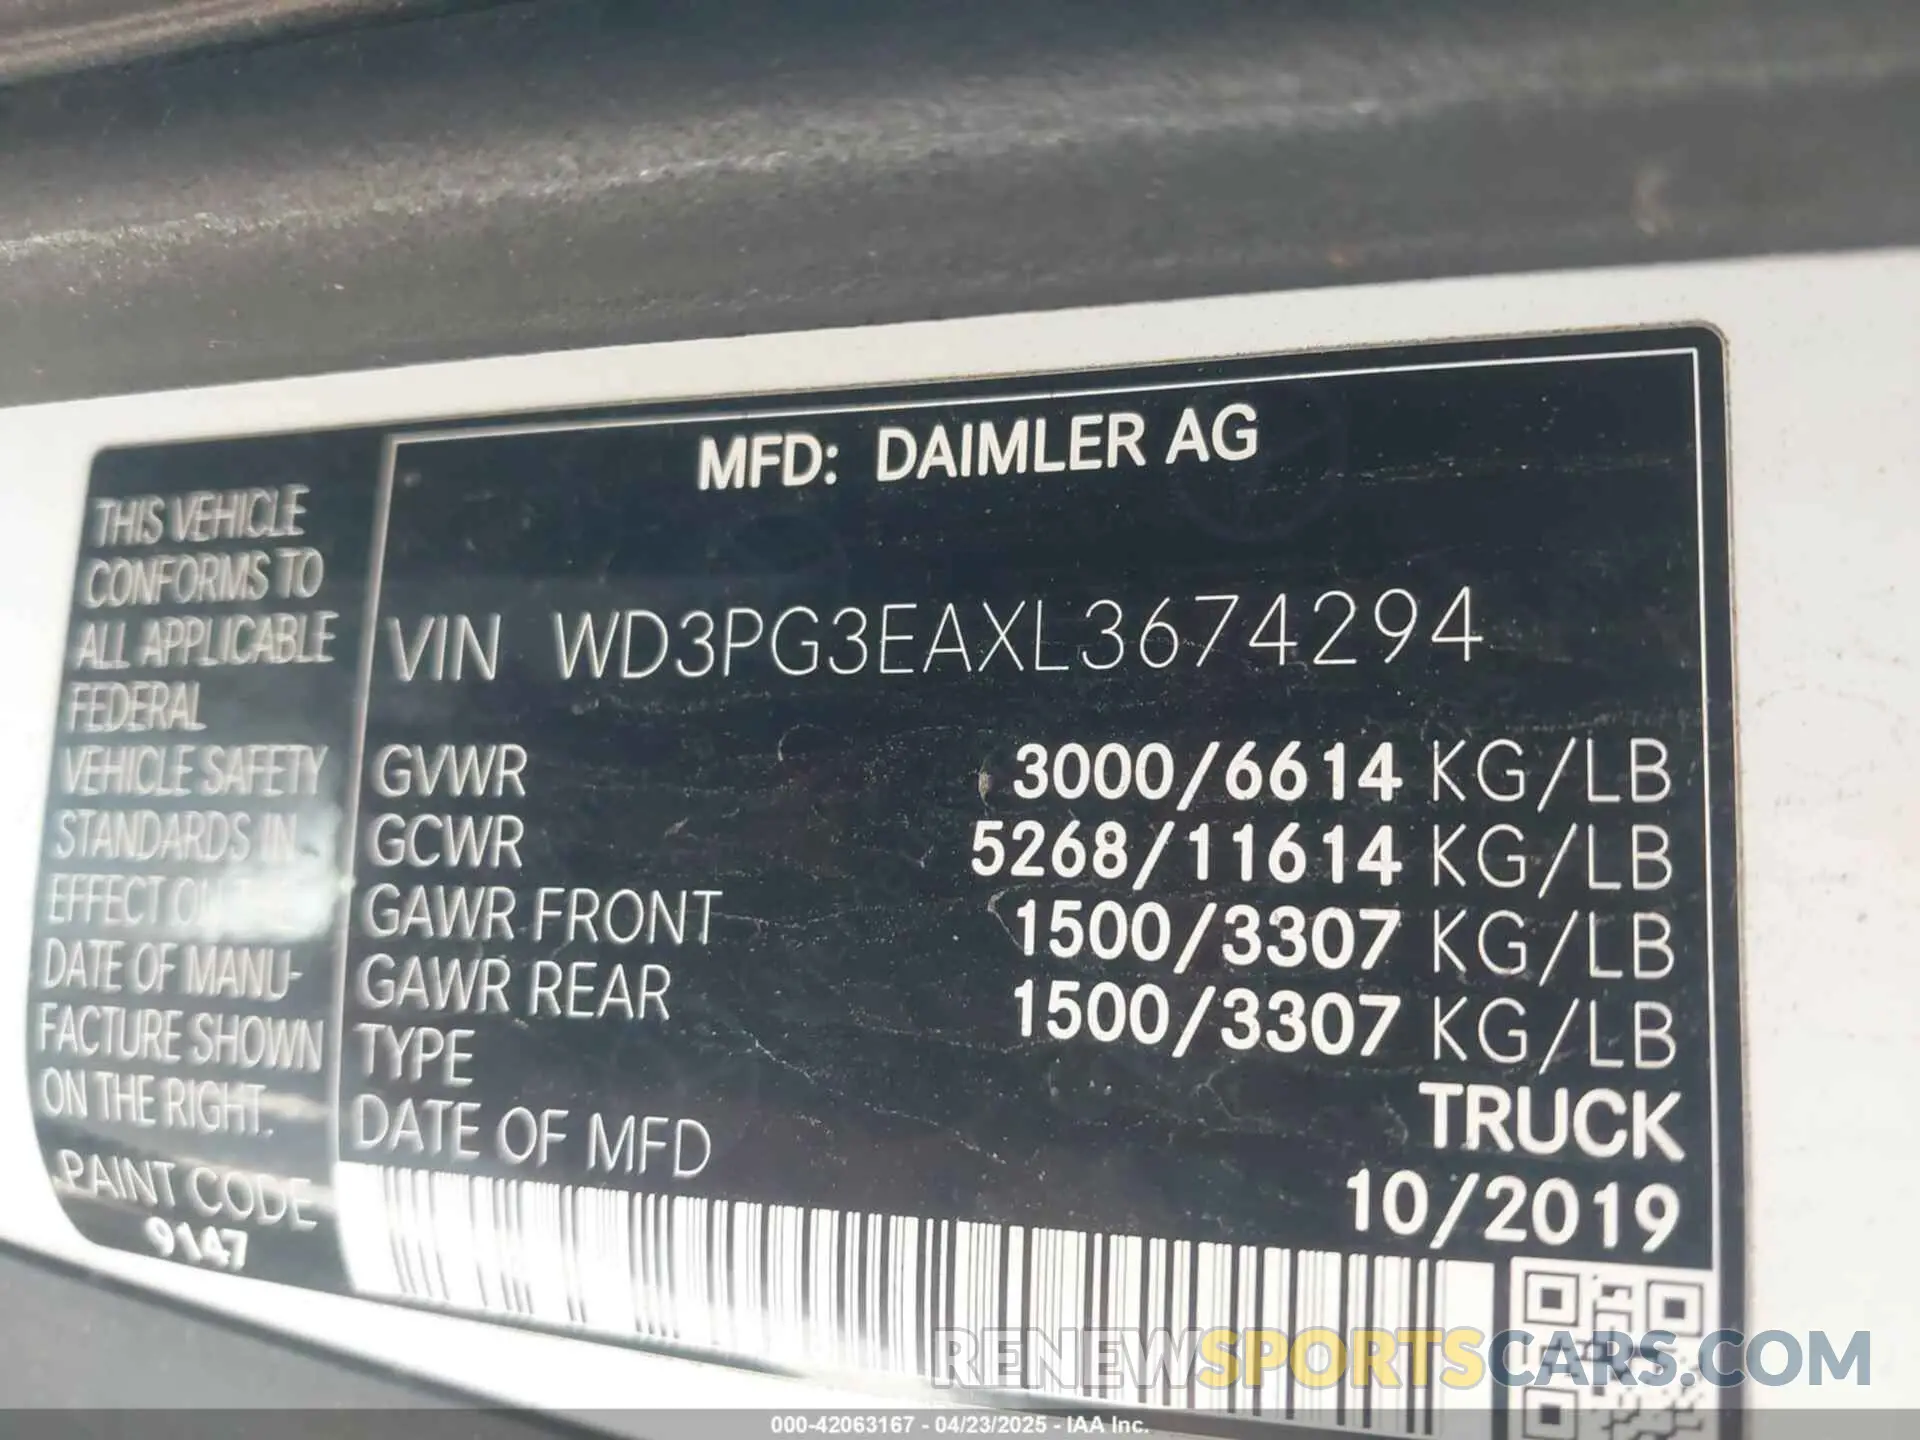 MFD: DAIMLER AG
THIS VEHICLE
CONFORMS TO
ALL APPLICABLE
FEDERAL
VEHICLE SAFETY
STANDARDS IN
EFFECT ON THE
DATE OF MANU-
FACTURE SHOWN
ON THE RIGHT.
PAINT CODE
9147
VIN WD3PG3EAXL3674294
GVWR 3000/6614 KG/LB
GCWR 5268/11614 KG/LB
GAWR FRONT 1500/3307 KG/LB
GAWR REAR 1500/3307 KG/LB
TYPE TRUCK
DATE OF MFD 10/2019
RENEWSPORTSCARS.COM
000-42063167 - 04/23/2025 - IAA Inc.